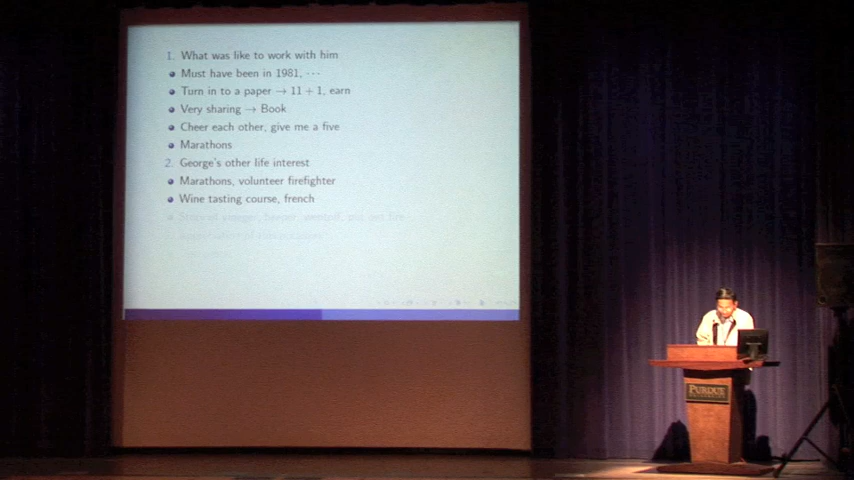 1. What was like to work with him
Must have been in 1981, ···
Turn in to a paper → 11 + 1, earn
Very sharing → Book
Cheer each other, give me a five
Marathons
2. George's other life interest
Marathons, volunteer firefighter
Wine tasting course, french
PURDUE